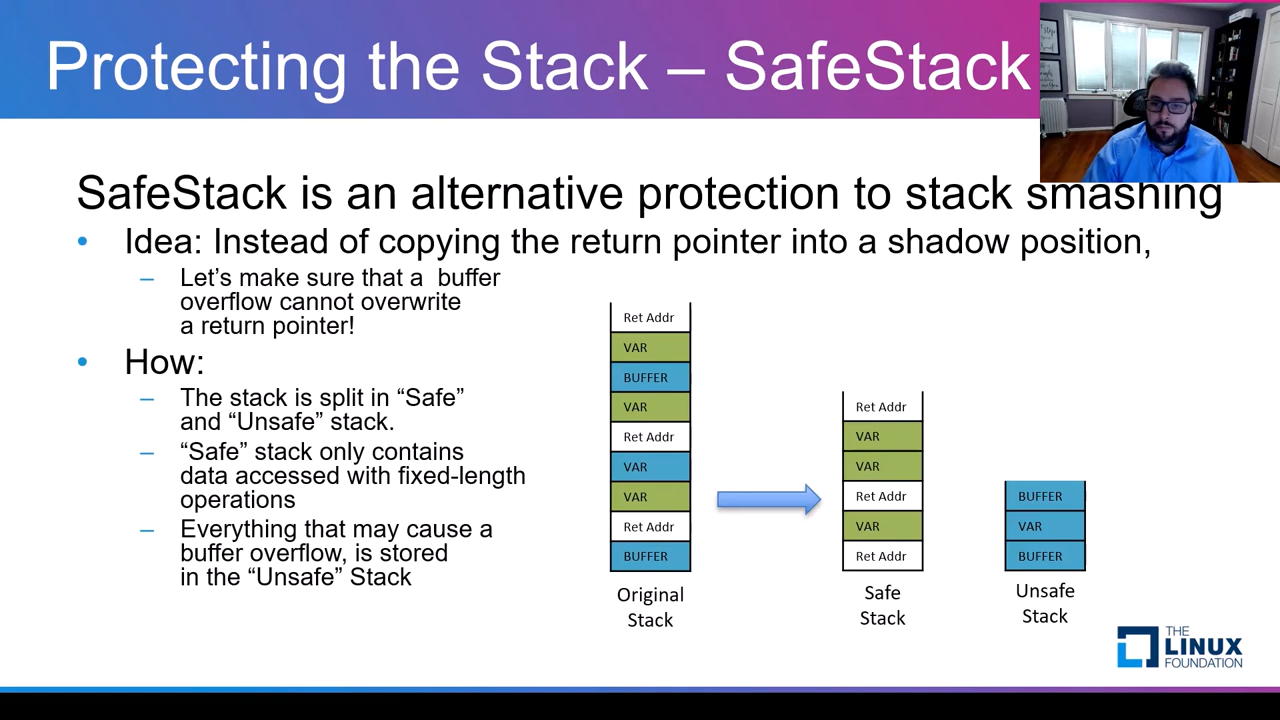 Protecting the Stack – SafeStack
SafeStack is an alternative protection to stack smashing
• Idea: Instead of copying the return pointer into a shadow position,
– Let’s make sure that a  buffer
overflow cannot overwrite
a return pointer!
• How:
– The stack is split in “Safe”
and “Unsafe” stack.
– “Safe” stack only contains
data accessed with fixed-length
operations
– Everything that may cause a
buffer overflow, is stored
in the “Unsafe” Stack
Ret Addr
VAR
BUFFER
VAR
Ret Addr
VAR
VAR
Ret Addr
BUFFER
Original
Stack
Ret Addr
VAR
VAR
Ret Addr
VAR
Ret Addr
Safe
Stack
BUFFER
VAR
BUFFER
Unsafe
Stack
THE
LINUX
FOUNDATION